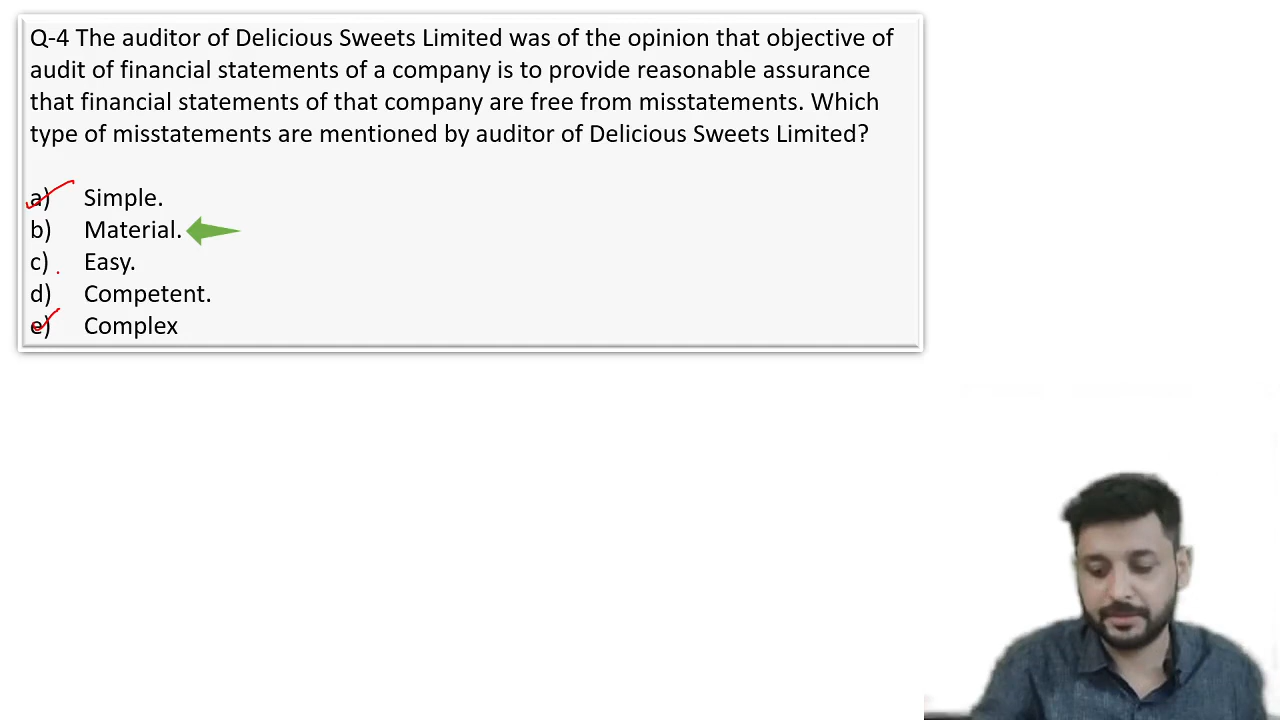 Q-4 The auditor of Delicious Sweets Limited was of the opinion that objective of
audit of financial statements of a company is to provide reasonable assurance
that financial statements of that company are free from misstatements. Which
type of misstatements are mentioned by auditor of Delicious Sweets Limited?
a) Simple.
b) Material.
c) Easy.
d) Competent.
e) Complex